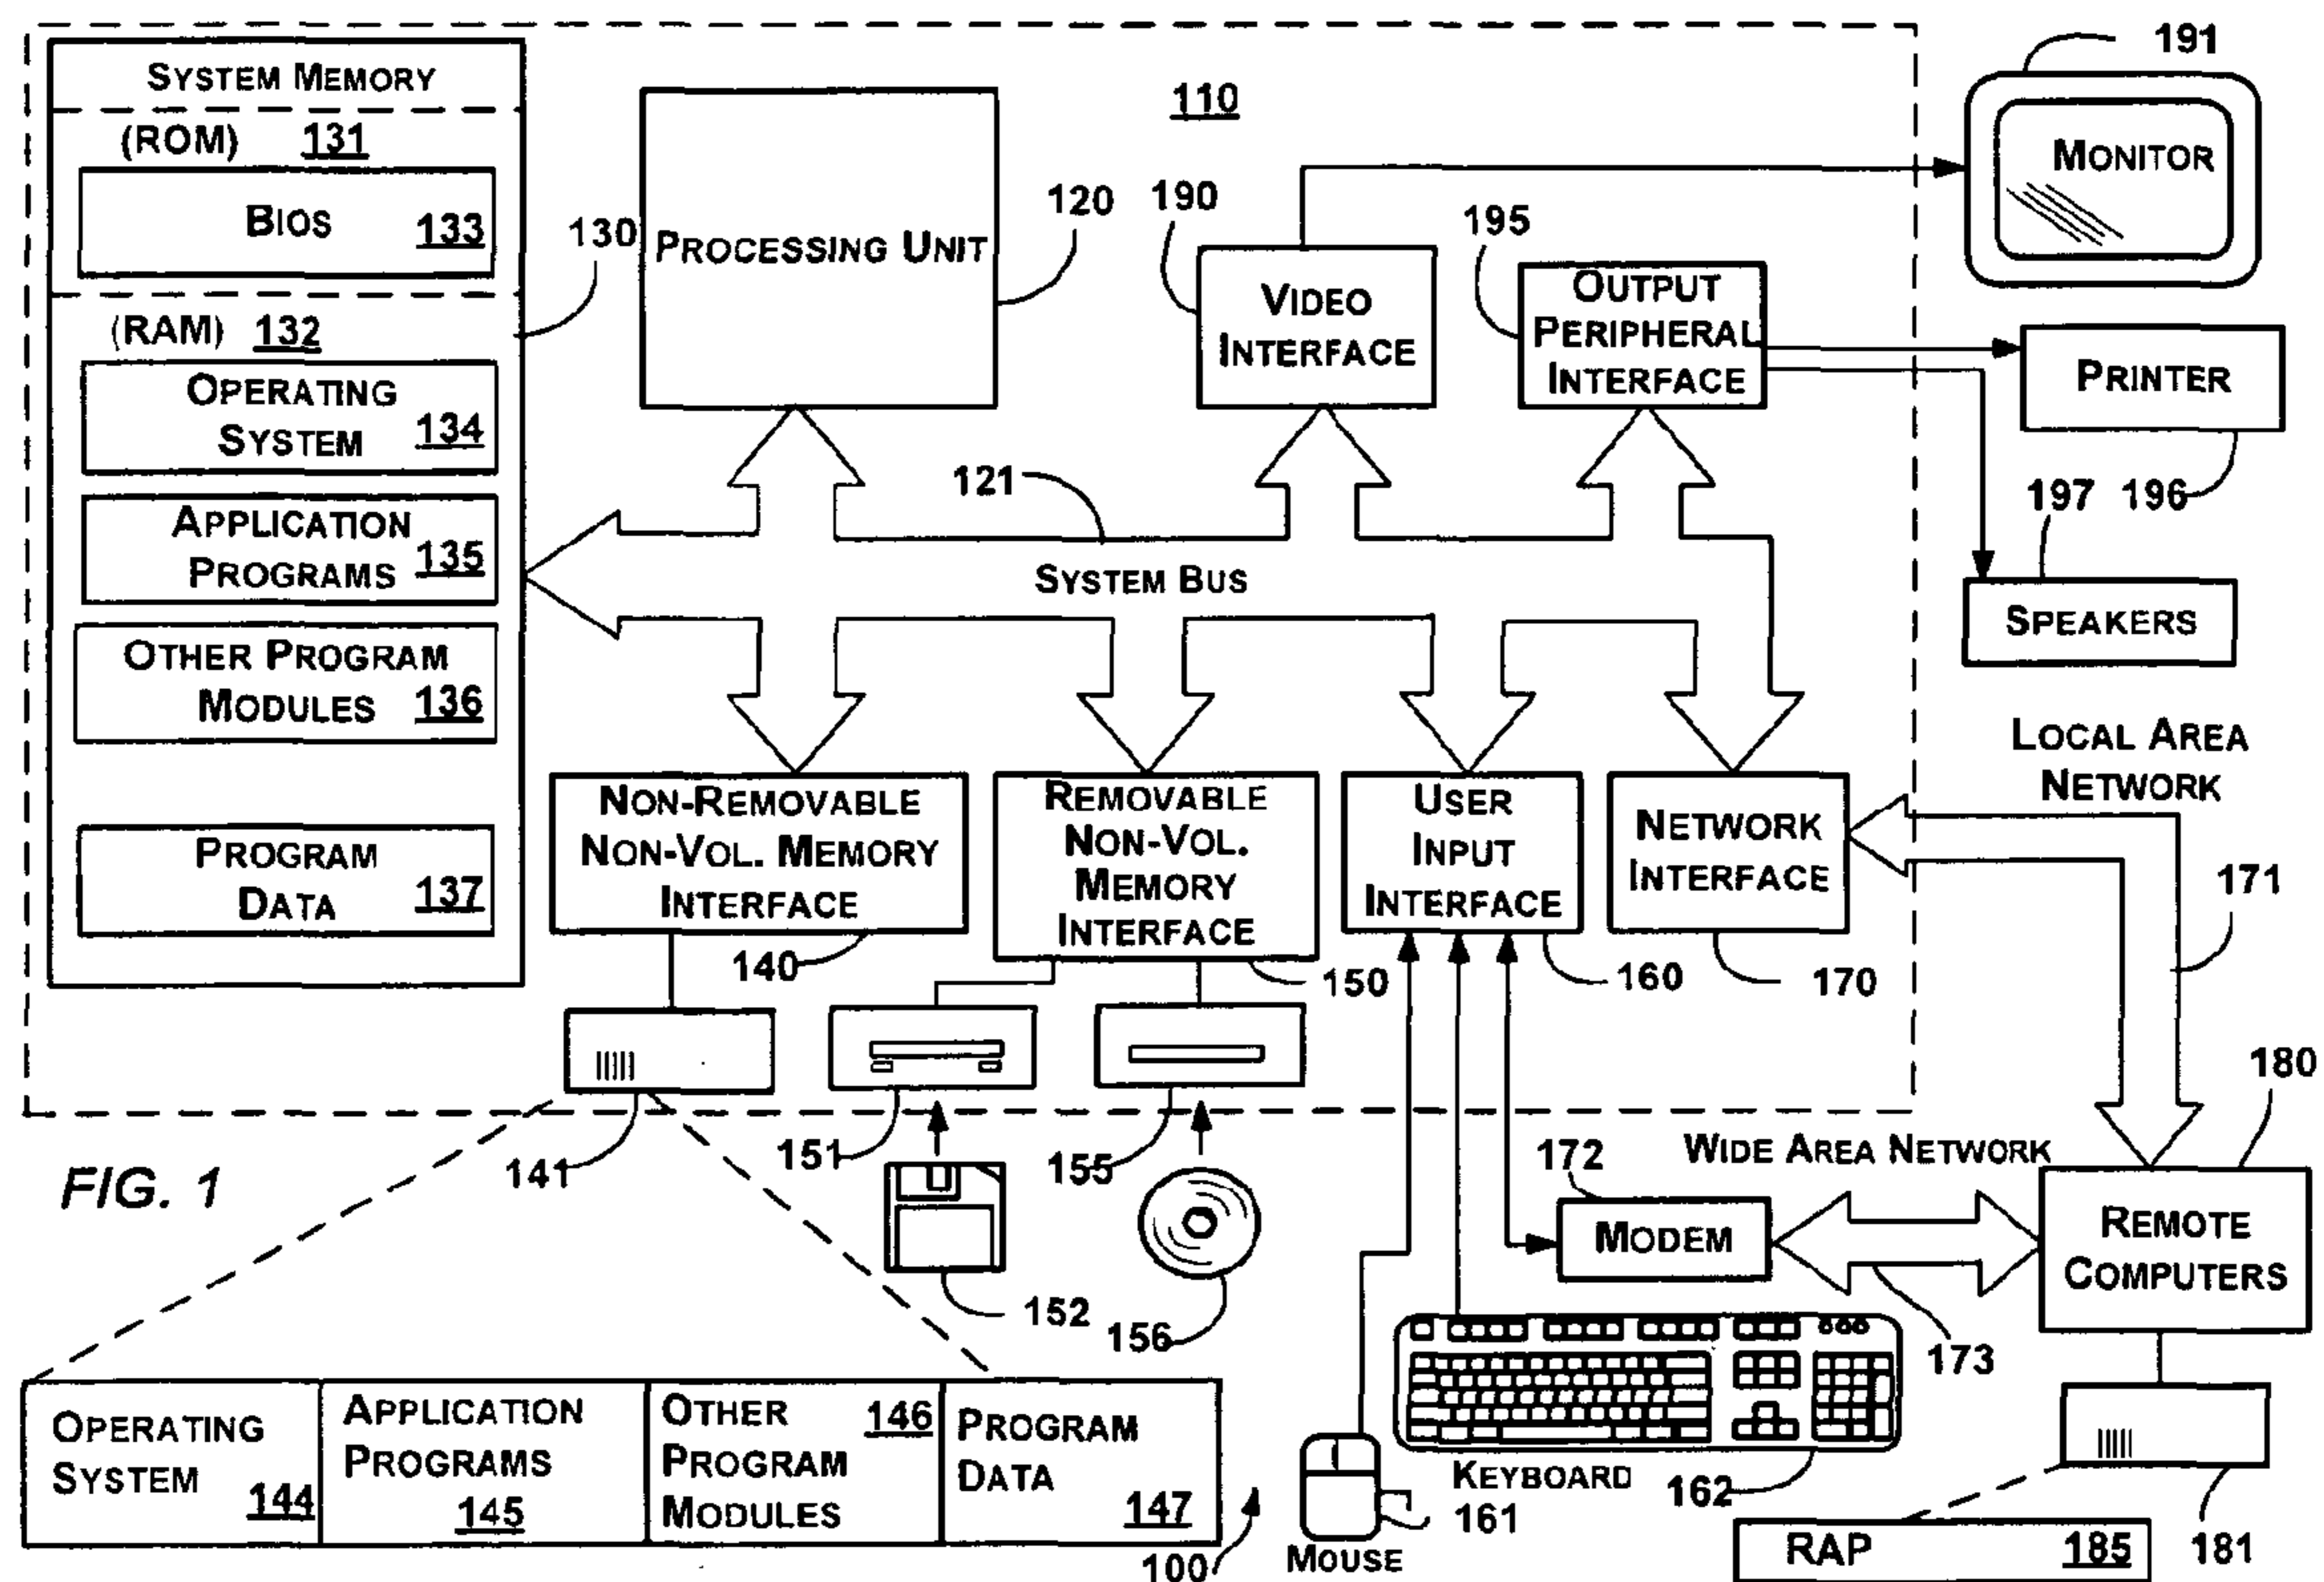 SYSTEM MEMORY
(ROM) 131
BIOS 133
(RAM) 132
OPERATING
SYSTEM 134
APPLICATION
PROGRAMS 135
OTHER PROGRAM
MODULES 136
PROGRAM
DATA 137
130
PROCESSING UNIT
120
110
190
VIDEO
INTERFACE
195
OUTPUT
PERIPHERAL
INTERFACE
191
MONITOR
PRINTER
197 196
SPEAKERS
121
SYSTEM BUS
NON-REMOVABLE
NON-VOL. MEMORY
INTERFACE
140
REMOVABLE
NON-VOL.
MEMORY
INTERFACE
150
USER
INPUT
INTERFACE
160
NETWORK
INTERFACE
170
LOCAL AREA
NETWORK
171
141
151
155
152
156
172
WIDE AREA NETWORK
MODEM
173
180
REMOTE
COMPUTERS
FIG. 1
OPERATING
SYSTEM
144
APPLICATION
PROGRAMS
145
OTHER 146
PROGRAM
MODULES
PROGRAM
DATA
147
100
MOUSE
KEYBOARD
161
162
181
RAP 185